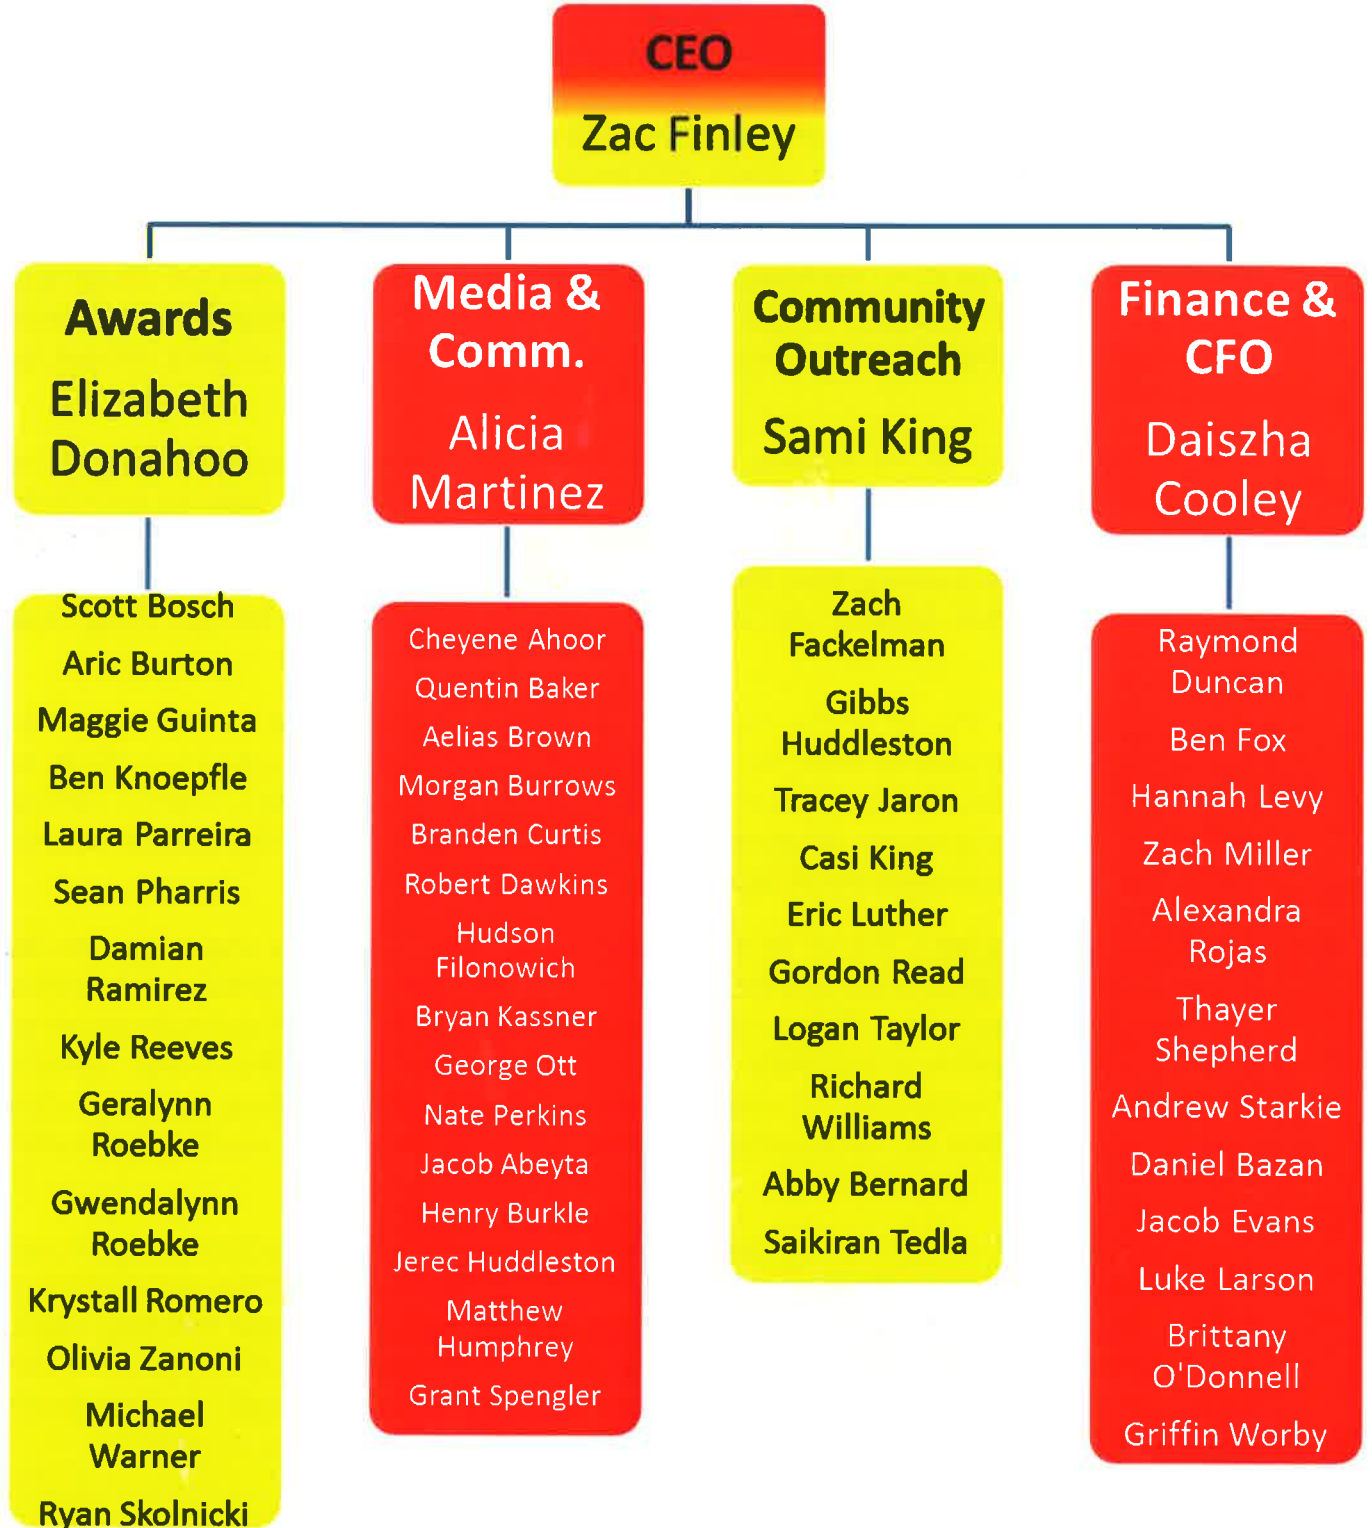 CEO
Zac Finley
Awards
Elizabeth
Donahoo
Scott Bosch
Aric Burton
Maggie Guinta
Ben Knoepfle
Laura Parreira
Sean Pharris
Damian
Ramirez
Kyle Reeves
Geralynn
Roebke
Gwendalynn
Roebke
Krystall Romero
Olivia Zanoni
Michael
Warner
Ryan Skolnicki
Media &
Comm.
Alicia
Martinez
Cheyene Ahoor
Quentin Baker
Aelias Brown
Morgan Burrows
Branden Curtis
Robert Dawkins
Hudson
Filonowich
Bryan Kassner
George Ott
Nate Perkins
Jacob Abeyta
Henry Burkle
Jerec Huddleston
Matthew
Humphrey
Grant Spengler
Community
Outreach
Sami King
Zach
Fackelman
Gibbs
Huddleston
Tracey Jaron
Casi King
Eric Luther
Gordon Read
Logan Taylor
Richard
Williams
Abby Bernard
Saikiran Tedla
Finance &
CFO
Daiszha
Cooley
Raymond
Duncan
Ben Fox
Hannah Levy
Zach Miller
Alexandra
Rojas
Thayer
Shepherd
Andrew Starkie
Daniel Bazan
Jacob Evans
Luke Larson
Brittany
O'Donnell
Griffin Worby